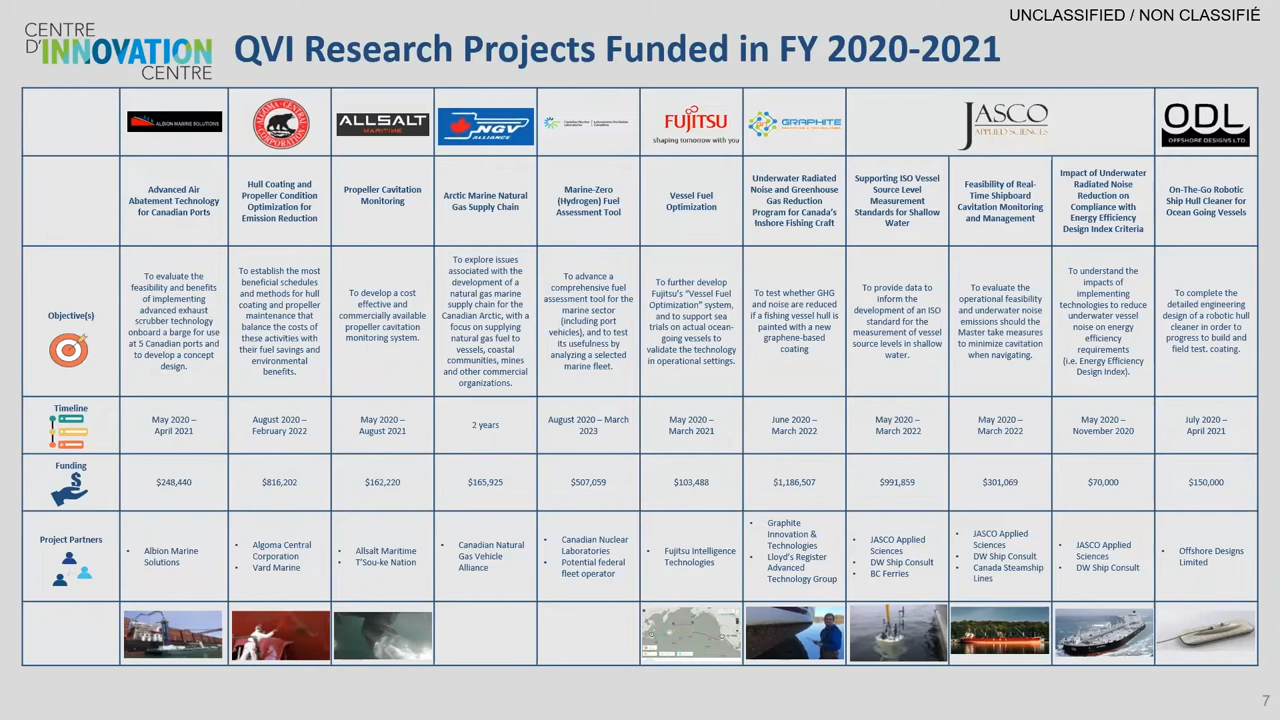 UNCLASSIFIED / NON CLASSIFIÉ
CENTRE
D'INNOVATION
CENTRE
QVI Research Projects Funded in FY 2020-2021
ALBION MARINE SOLUTIONS
ALGOMA CENTRAL
CORPORATION
ALLSALT
MARITIME
NGV
ALLIANCE
Canadian Nuclear
Laboratories
Laboratoires Nucléaires
Canadiens
FUJITSU
shaping tomorrow with you
GRAPHITE
INNOVATION & TECHNOLOGIES
JASCO
APPLIED SCIENCES
ODL
OFFSHORE DESIGNS LTD.
Advanced Air
Abatement Technology
for Canadian Ports
Hull Coating and
Propeller Condition
Optimization for
Emission Reduction
Propeller Cavitation
Monitoring
Arctic Marine Natural
Gas Supply Chain
Marine-Zero
(Hydrogen) Fuel
Assessment Tool
Vessel Fuel
Optimization
Underwater Radiated
Noise and Greenhouse
Gas Reduction
Program for Canada's
Inshore Fishing Craft
Supporting ISO Vessel
Source Level
Measurement
Standards for Shallow
Water
Feasibility of Real-
Time Shipboard
Cavitation Monitoring
and Management
Impact of Underwater
Radiated Noise
Reduction on
Compliance with
Energy Efficiency
Design Index Criteria
On-The-Go Robotic
Ship Hull Cleaner for
Ocean Going Vessels
Objective(s)
To evaluate the
feasibility and benefits
of implementing
advanced exhaust
scrubber technology
onboard a barge for use
at 5 Canadian ports and
to develop a concept
design.
To establish the most
beneficial schedules
and methods for hull
coating and propeller
maintenance that
balance the costs of
these activities with
their fuel savings and
environmental
benefits.
To develop a cost
effective and
commercially available
propeller cavitation
monitoring system.
To explore issues
associated with the
development of a
natural gas marine
supply chain for the
Canadian Arctic, with a
focus on supplying
natural gas fuel to
vessels, coastal
communities, mines
and other commercial
organizations.
To advance a
comprehensive fuel
assessment tool for the
marine sector
(including port
vehicles), and to test
its usefulness by
analyzing a selected
marine fleet.
To further develop
Fujitsu's "Vessel Fuel
Optimization" system,
and to support sea
trials on actual ocean-
going vessels to
validate the technology
in operational settings.
To test whether GHG
and noise are reduced
if a fishing vessel hull is
painted with a new
graphene-based
coating
To provide data to
inform the
development of an ISO
standard for the
measurement of vessel
source levels in shallow
water.
To evaluate the
operational feasibility
and underwater noise
emissions should the
Master take measures
to minimize cavitation
when navigating.
To understand the
impacts of
implementing
technologies to reduce
underwater vessel
noise on energy
efficiency
requirements
(i.e. Energy Efficiency
Design Index).
To complete the
detailed engineering
design of a robotic hull
cleaner in order to
progress to build and
field test. coating.
Timeline
May 2020 –
April 2021
August 2020 –
February 2022
May 2020 –
August 2021
2 years
August 2020 – March
2023
May 2020 –
March 2021
June 2020 –
March 2022
May 2020 –
March 2022
May 2020 –
March 2022
May 2020 –
November 2020
July 2020 –
April 2021
Funding
$248,440
$816,202
$162,220
$165,925
$507,059
$103,488
$1,186,507
$991,859
$301,069
$70,000
$150,000
Project Partners
• Albion Marine
Solutions
• Algoma Central
Corporation
• Vard Marine
• Allsalt Maritime
• T'Sou-ke Nation
• Canadian Natural
Gas Vehicle
Alliance
• Canadian Nuclear
Laboratories
• Potential federal
fleet operator
• Fujitsu Intelligence
Technologies
• Graphite
Innovation &
Technologies
• Lloyd's Register
Advanced
Technology Group
• JASCO Applied
Sciences
• DW Ship Consult
• BC Ferries
• JASCO Applied
Sciences
• DW Ship Consult
• Canada Steamship
Lines
• JASCO Applied
Sciences
• DW Ship Consult
• Offshore Designs
Limited
7